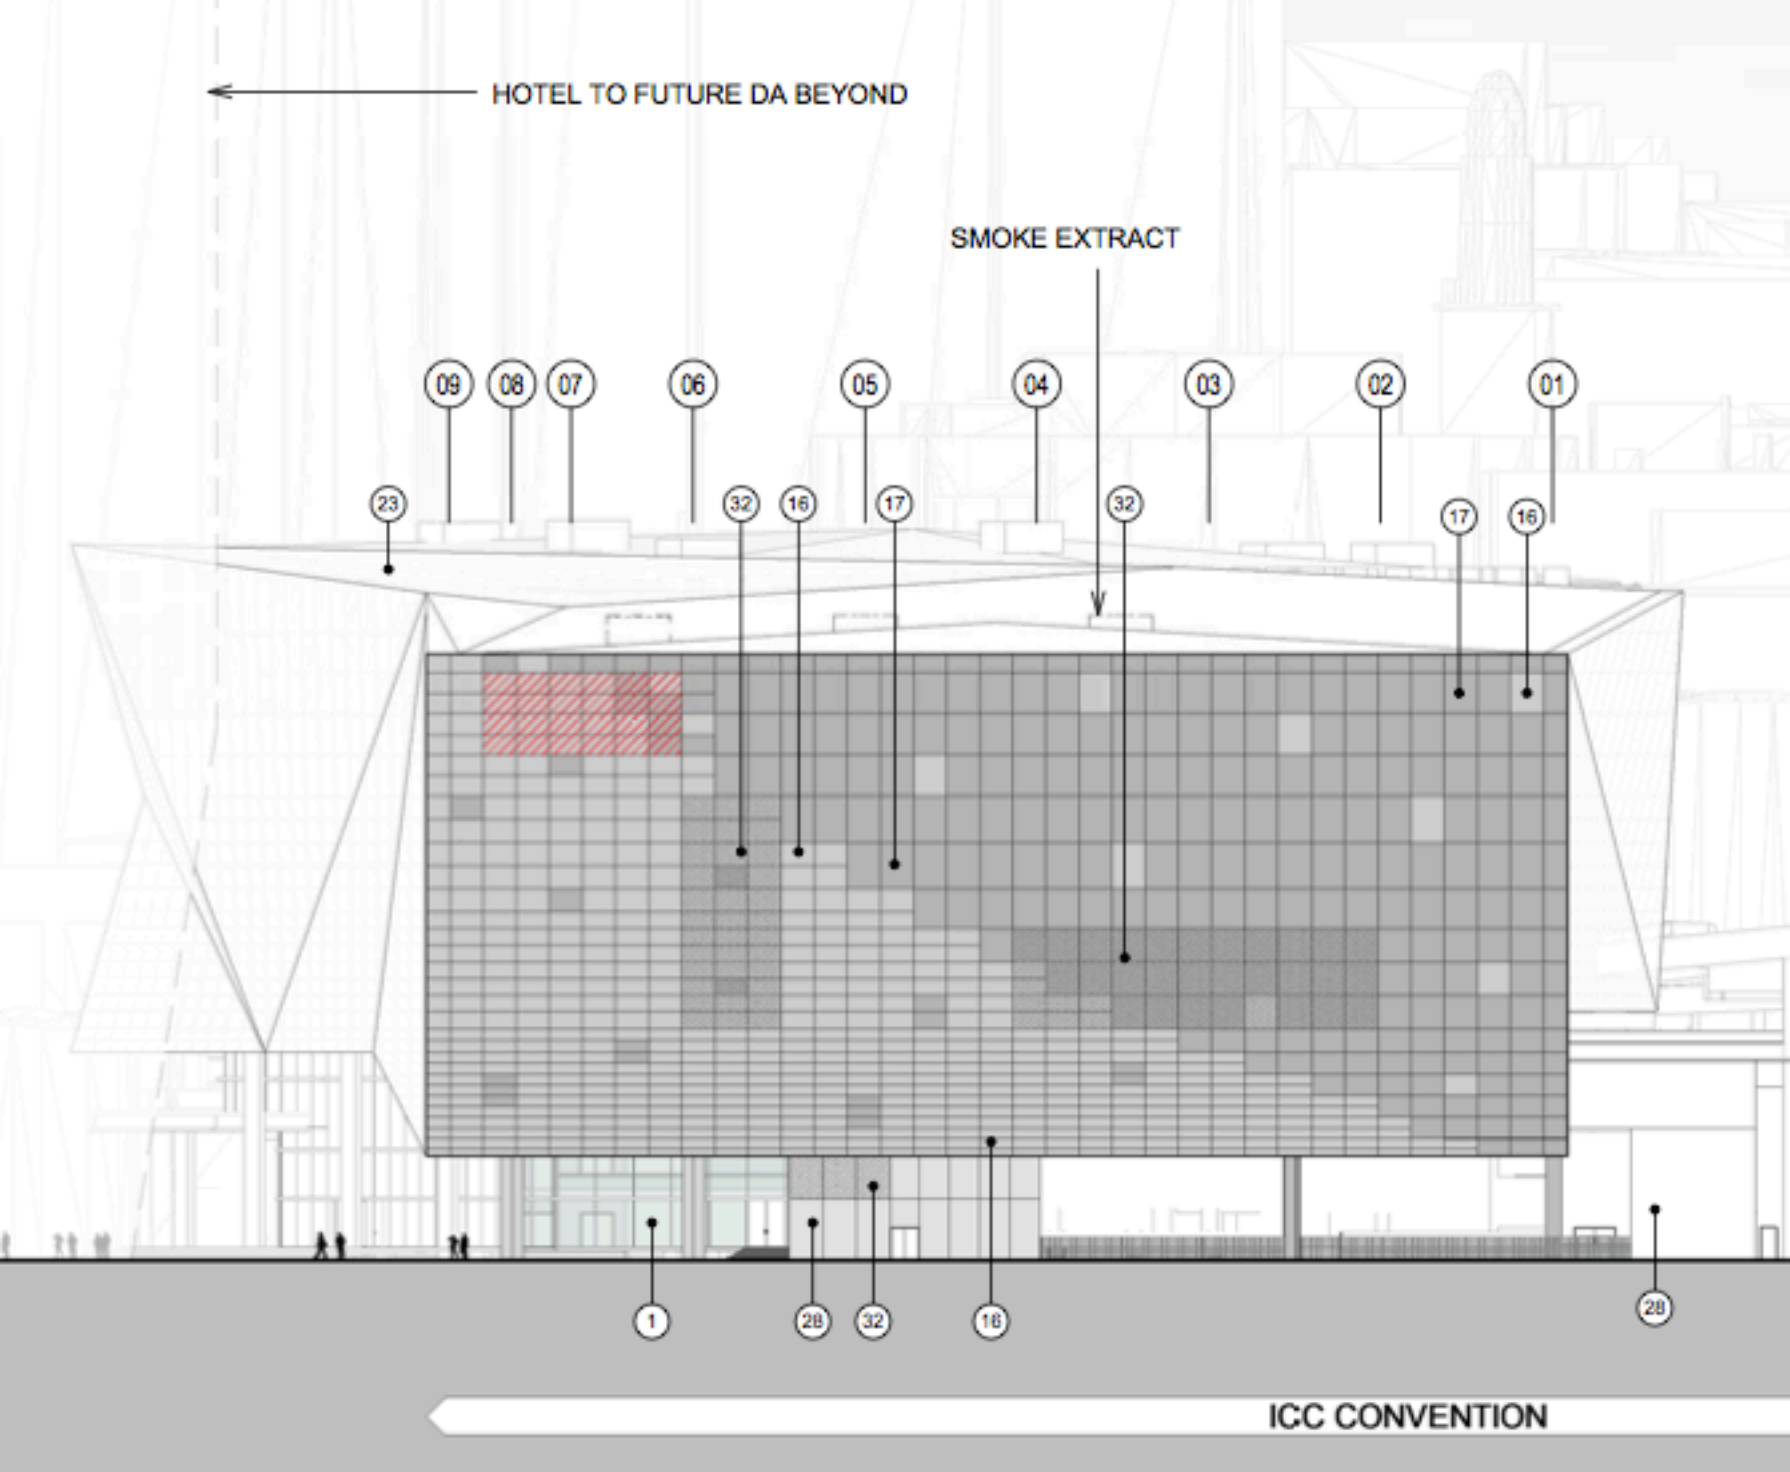 HOTEL TO FUTURE DA BEYOND
SMOKE EXTRACT
09 08 07 06 05 04 03 02 01
23 32 16 17 32 17 16
1 28 32 16 28
ICC CONVENTION